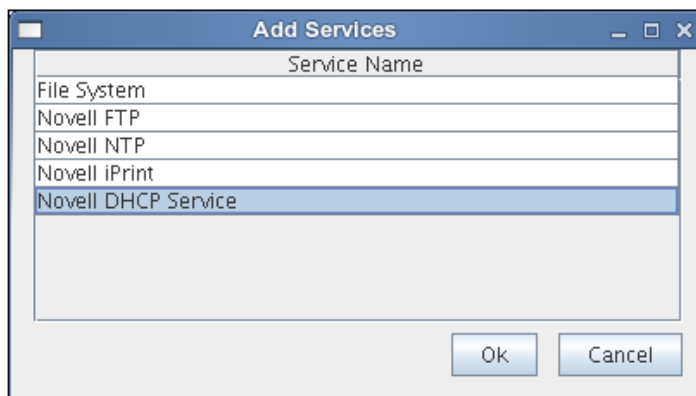 Add Services
Service Name
File System
Novell FTP
Novell NTP
Novell iPrint
Novell DHCP Service
Ok Cancel